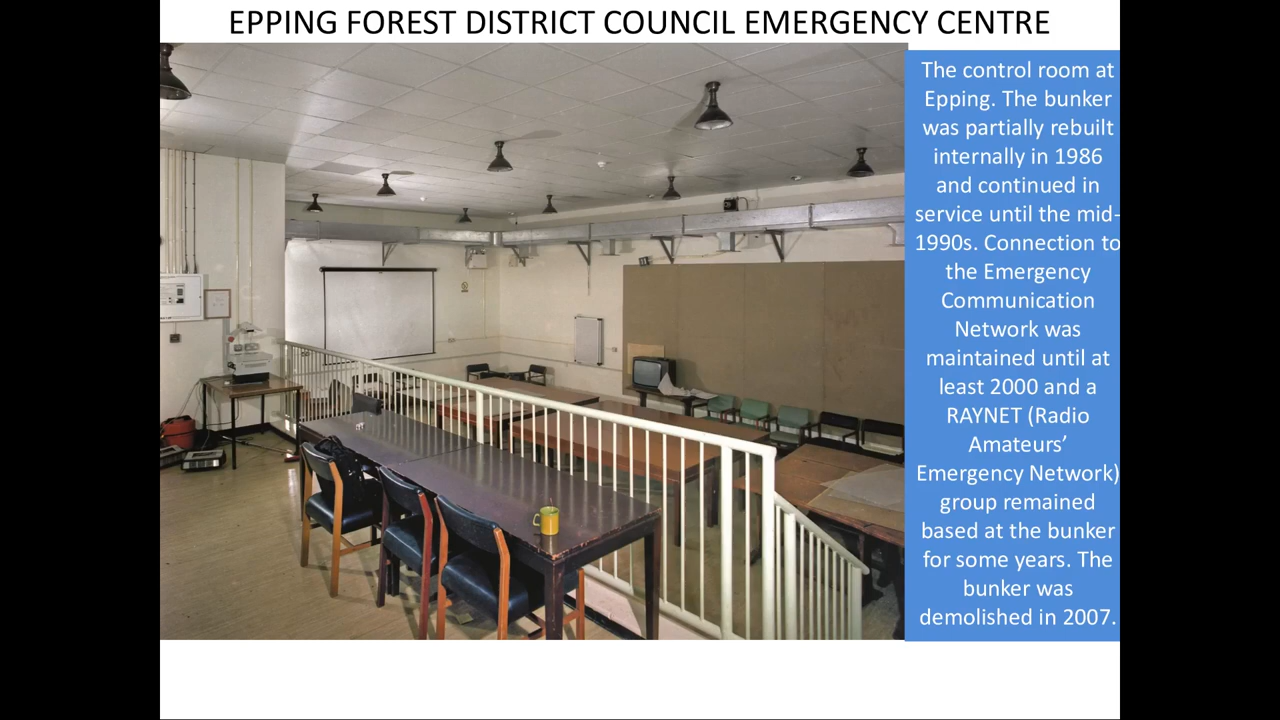 EPPING FOREST DISTRICT COUNCIL EMERGENCY CENTRE
The control room at
Epping. The bunker
was partially rebuilt
internally in 1986
and continued in
service until the mid-
1990s. Connection to
the Emergency
Communication
Network was
maintained until at
least 2000 and a
RAYNET (Radio
Amateurs’
Emergency Network)
group remained
based at the bunker
for some years. The
bunker was
demolished in 2007.